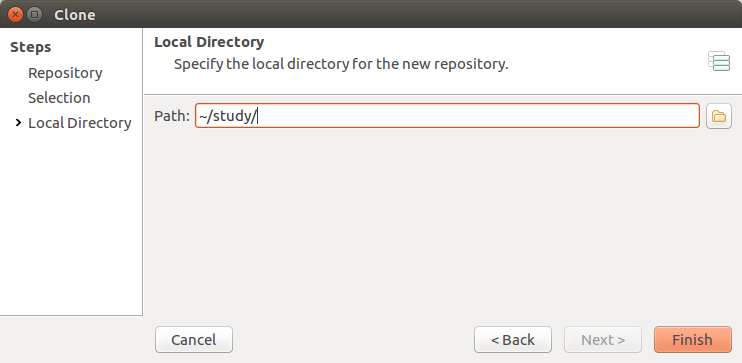 Clone
Steps
Repository
Selection
Local Directory
Local Directory
Specify the local directory for the new repository.
Path: ~/study/
Cancel
< Back
Next >
Finish